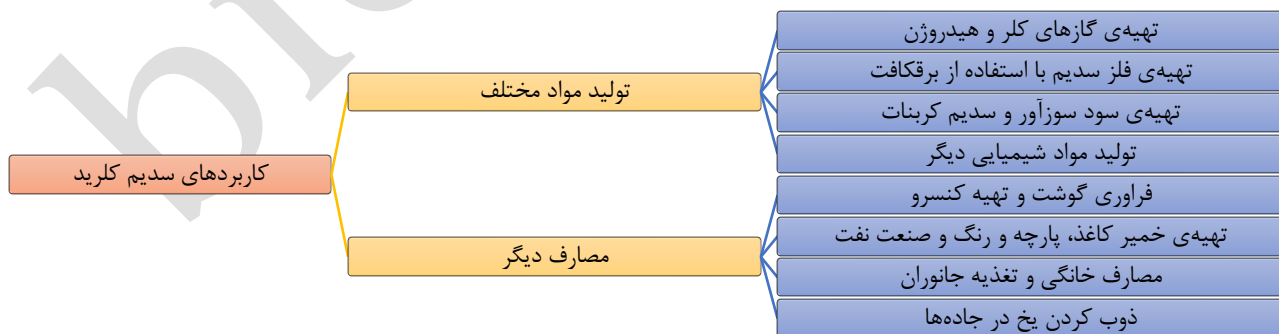 کاربردهای سدیم کلرید
تولید مواد مختلف
تهیه‌ی گازهای کلر و هیدروژن
تهیه‌ی فلز سدیم با استفاده از برقکافت
تهیه‌ی سود سوزآور و سدیم کربنات
تولید مواد شیمیایی دیگر
مصارف دیگر
فراوری گوشت و تهیه کنسرو
تهیه‌ی خمیر کاغذ، پارچه و رنگ و صنعت نفت
مصارف خانگی و تغذیه جانوران
ذوب کردن یخ در جاده‌ها